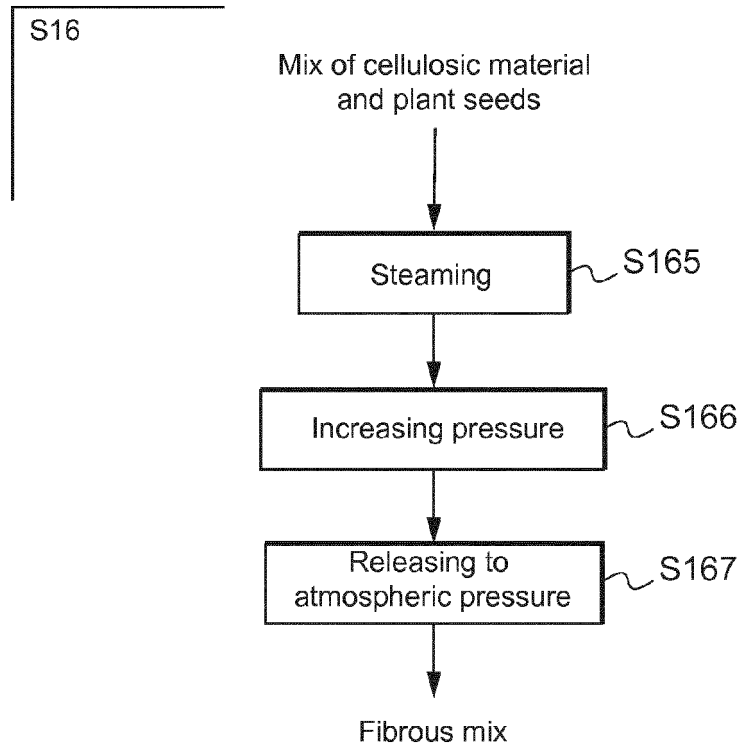 S16
Mix of cellulosic material
and plant seeds
Steaming
S165
Increasing pressure
S166
Releasing to
atmospheric pressure
S167
Fibrous mix